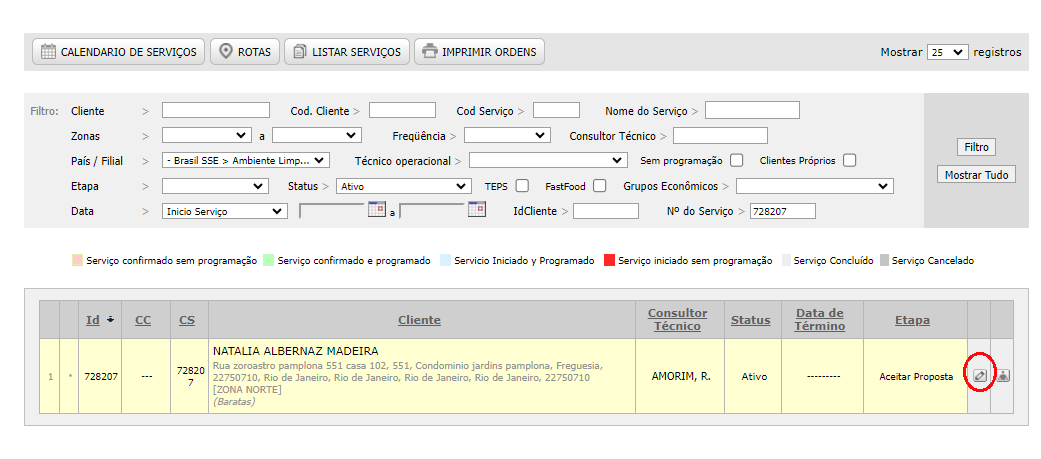 CALENDARIO DE SERVIÇOS ROTAS LISTAR SERVIÇOS IMPRIMIR ORDENS Mostrar 25 registros
Filtro: Cliente > Cod. Cliente > Cod Serviço > Nome do Serviço >
Zonas > a Freqüência > Consultor Técnico >
Filtro
País / Filial > - Brasil SSE > Ambiente Limp... Técnico operacional > Sem programação Clientes Próprios
Mostrar Tudo
Etapa > Status > Ativo TEPS FastFood Grupos Econômicos >
Data > Inicio Serviço a IdCliente > Nº do Serviço > 728207
Serviço confirmado sem programação Serviço confirmado e programado Servicio Iniciado y Programado Serviço iniciado sem programação Serviço Concluído Serviço Cancelado
Id CC CS Cliente Consultor Técnico Status Data de Término Etapa
NATALIA ALBERNAZ MADEIRA
Rua zoroastro pamplona 551 casa 102, 551, Condominio jardins pamplona, Freguesia,
1 * 728207 --- 728207 22750710, Rio de Janeiro, Rio de Janeiro, Rio de Janeiro, Rio de Janeiro, 22750710 AMORIM, R. Ativo --------- Aceitar Proposta
[ZONA NORTE]
(Baratas)